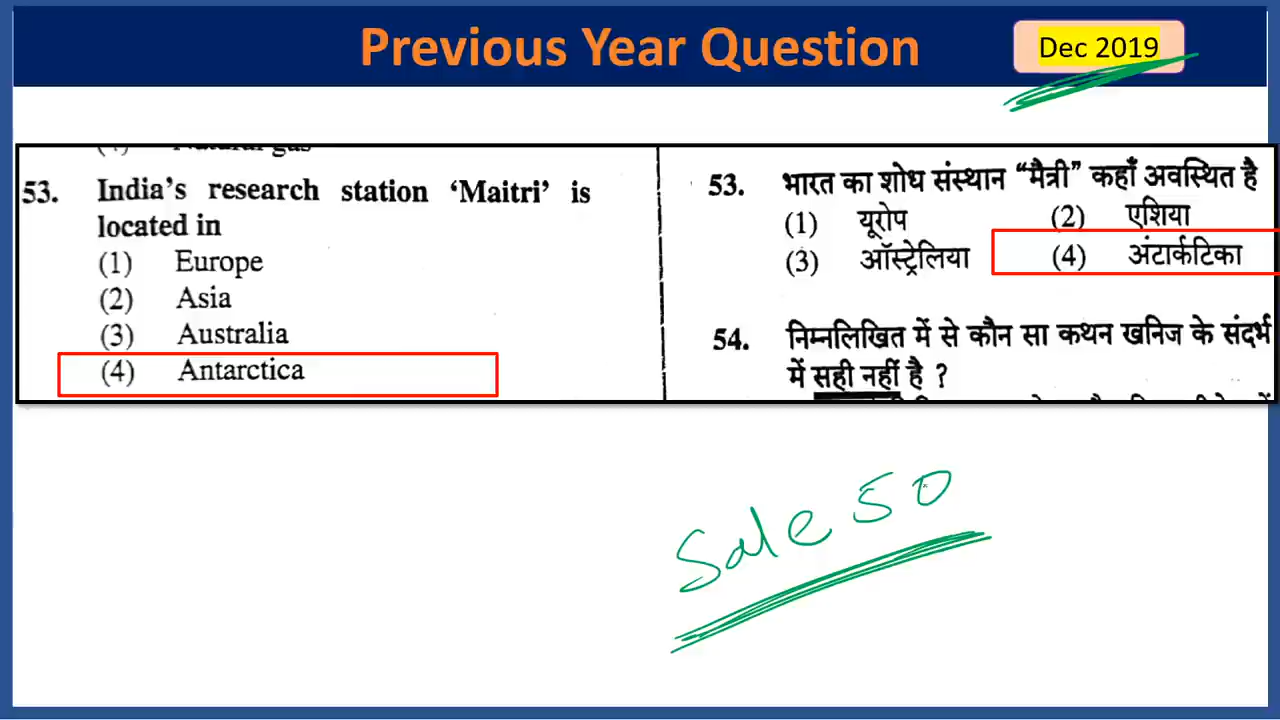 Previous Year Question
Dec 2019
53. India's research station 'Maitri' is
located in
(1) Europe
(2) Asia
(3) Australia
(4) Antarctica
53. भारत का शोध संस्थान “मैत्री” कहाँ अवस्थित है
(1) यूरोप (2) एशिया
(3) ऑस्ट्रेलिया (4) अंटार्कटिका
54. निम्नलिखित में से कौन सा कथन खनिज के संदर्भ
में सही नहीं है ?
Sale 50